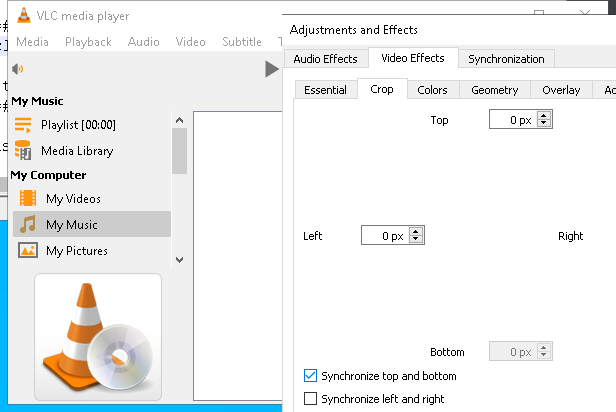 VLC media player
Media Playback Audio Video Subtitle
My Music
Playlist [00:00]
Media Library
My Computer
My Videos
My Music
My Pictures
Adjustments and Effects
Audio Effects Video Effects Synchronization
Essential Crop Colors Geometry Overlay
Top 0 px
Left 0 px Right
Bottom 0 px
Synchronize top and bottom
Synchronize left and right